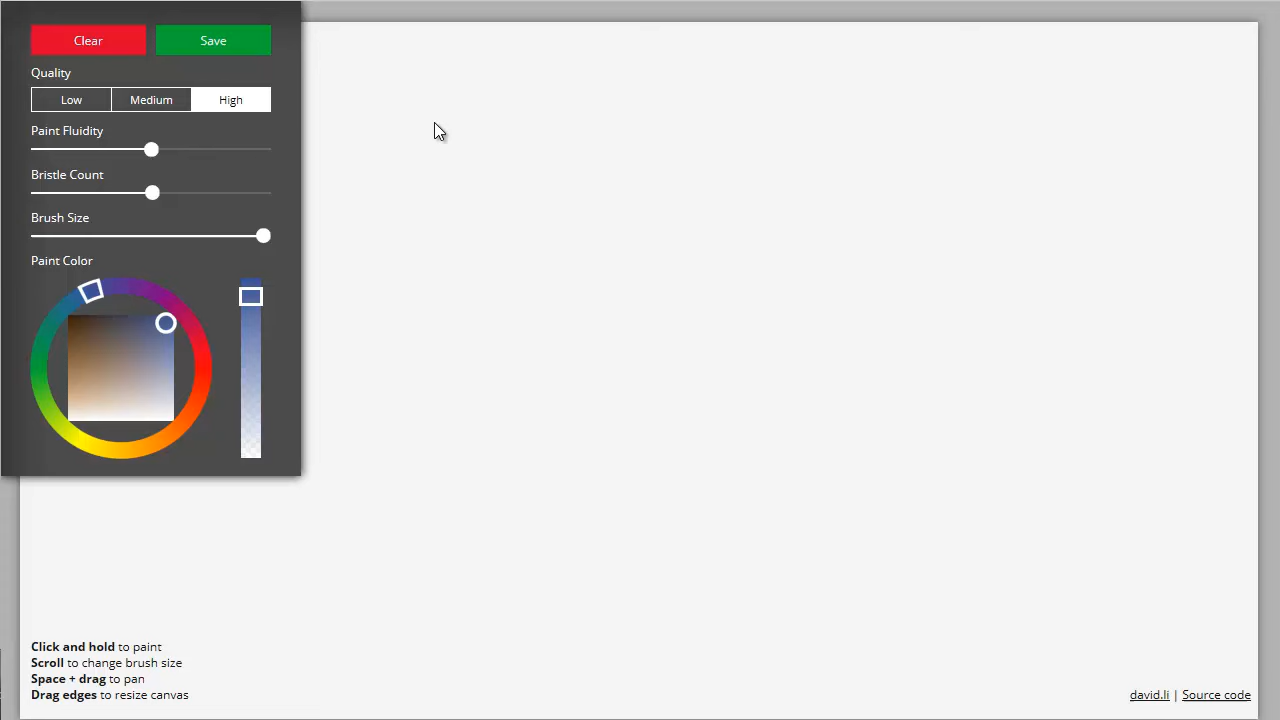 Clear Save
Quality
Low Medium High
Paint Fluidity
Bristle Count
Brush Size
Paint Color
Click and hold to paint
Scroll to change brush size
Space + drag to pan
Drag edges to resize canvas
david.li | Source code